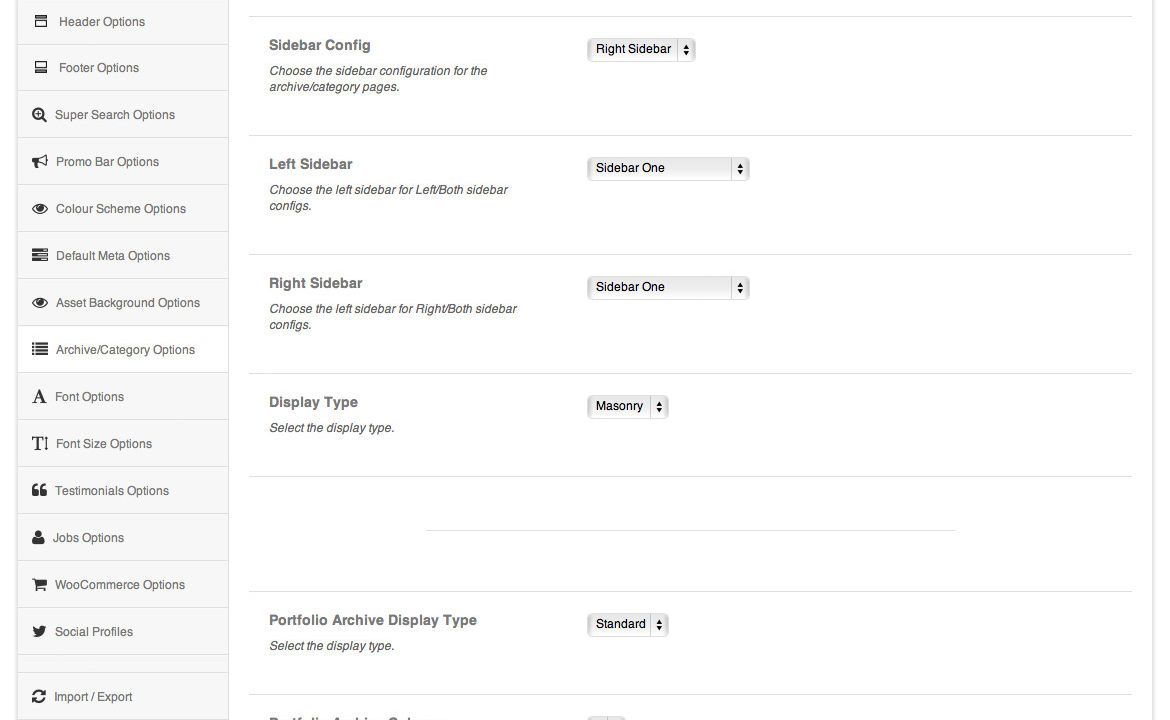 Header Options
Footer Options
Super Search Options
Promo Bar Options
Colour Scheme Options
Default Meta Options
Asset Background Options
Archive/Category Options
Font Options
Font Size Options
Testimonials Options
Jobs Options
WooCommerce Options
Social Profiles
Import / Export
Sidebar Config
Right Sidebar
Choose the sidebar configuration for the
archive/category pages.
Left Sidebar
Sidebar One
Choose the left sidebar for Left/Both sidebar
configs.
Right Sidebar
Sidebar One
Choose the left sidebar for Right/Both sidebar
configs.
Display Type
Masonry
Select the display type.
Portfolio Archive Display Type
Standard
Select the display type.